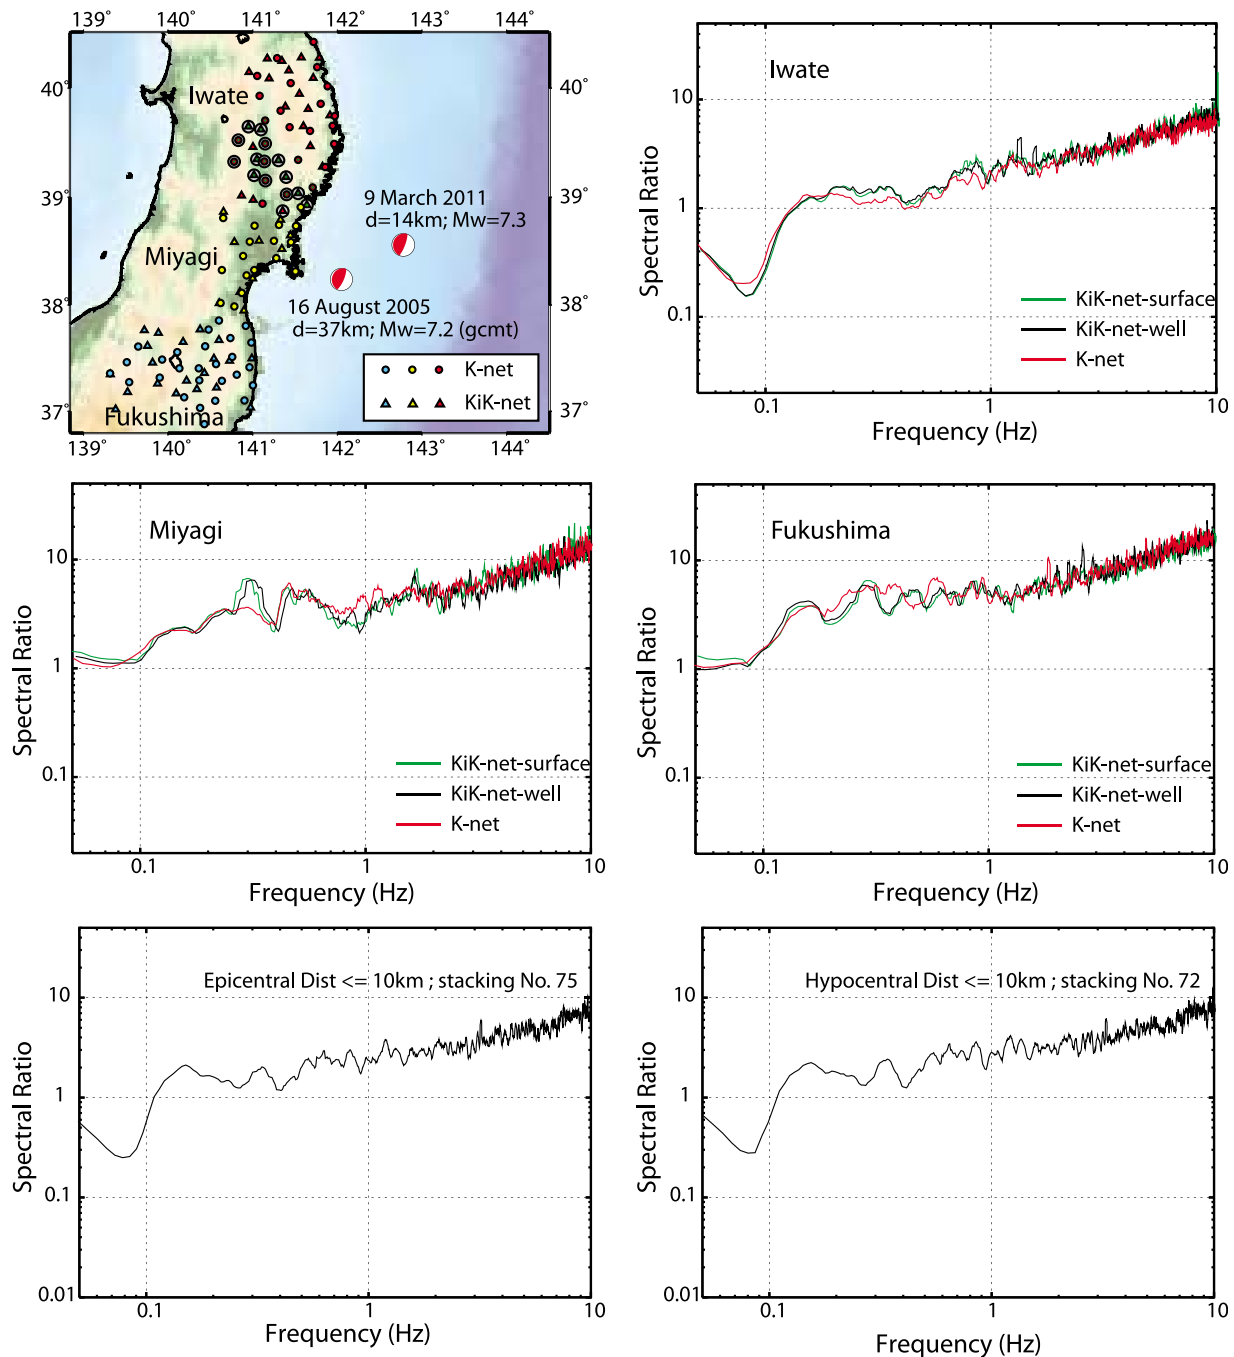 139° 140° 141° 142° 143° 144°
40° 40°
39° 39°
38° 38°
37° 37°
139° 140° 141° 142° 143° 144°
Iwate
Miyagi
Fukushima
9 March 2011
d=14km; Mw=7.3
16 August 2005
d=37km; Mw=7.2 (gcmt)
K-net
KiK-net
Iwate
Spectral Ratio
10
1
0.1
KiK-net-surface
KiK-net-well
K-net
0.1 1 10
Frequency (Hz)
Miyagi
Spectral Ratio
10
1
0.1
KiK-net-surface
KiK-net-well
K-net
0.1 1 10
Frequency (Hz)
Fukushima
Spectral Ratio
10
1
0.1
KiK-net-surface
KiK-net-well
K-net
0.1 1 10
Frequency (Hz)
Epicentral Dist <= 10km ; stacking No. 75
Spectral Ratio
10
1
0.1
0.01
0.1 1 10
Frequency (Hz)
Hypocentral Dist <= 10km ; stacking No. 72
Spectral Ratio
10
1
0.1
0.01
0.1 1 10
Frequency (Hz)